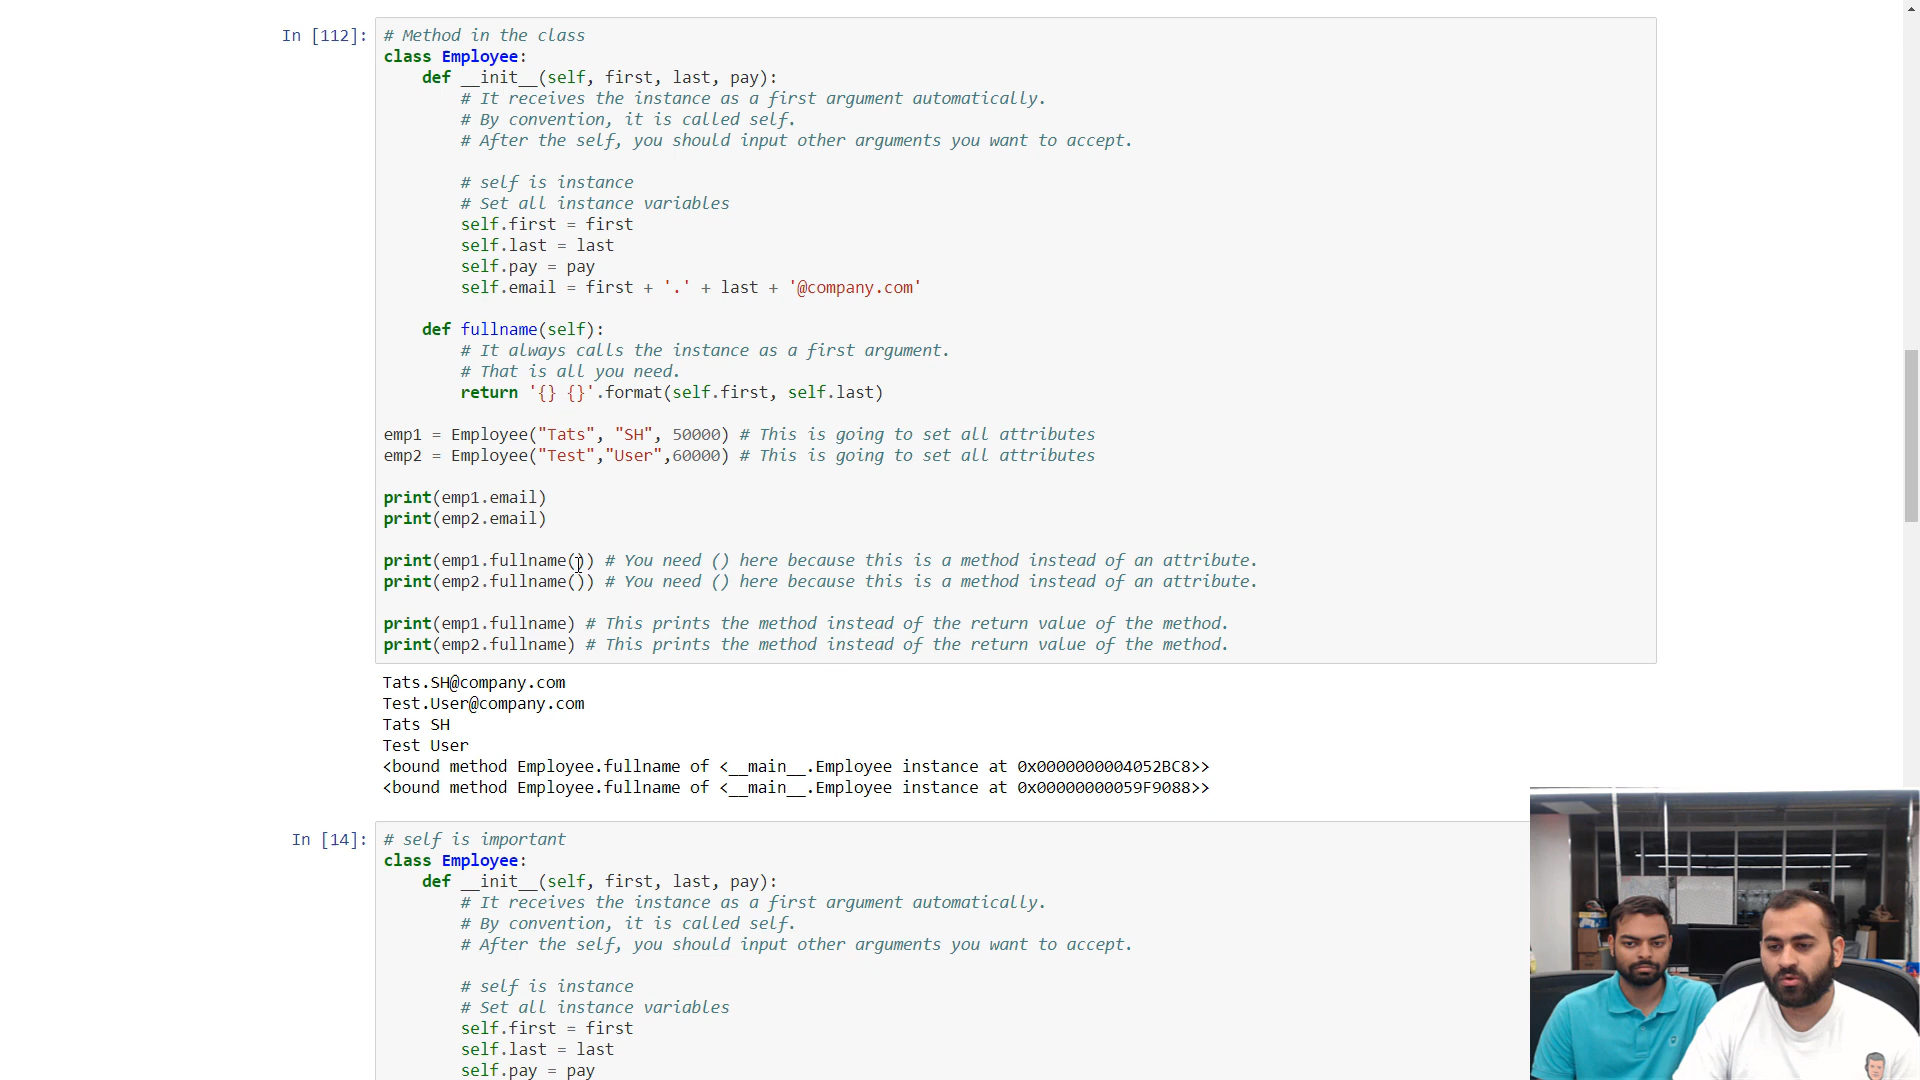 In [112]:
# Method in the class
class Employee:
def __init__(self, first, last, pay):
# It receives the instance as a first argument automatically.
# By convention, it is called self.
# After the self, you should input other arguments you want to accept.
# self is instance
# Set all instance variables
self.first = first
self.last = last
self.pay = pay
self.email = first + '.' + last + '@company.com'
def fullname(self):
# It always calls the instance as a first argument.
# That is all you need.
return '{} {}'.format(self.first, self.last)
emp1 = Employee("Tats", "SH", 50000) # This is going to set all attributes
emp2 = Employee("Test","User",60000) # This is going to set all attributes
print(emp1.email)
print(emp2.email)
print(emp1.fullname()) # You need () here because this is a method instead of an attribute.
print(emp2.fullname()) # You need () here because this is a method instead of an attribute.
print(emp1.fullname) # This prints the method instead of the return value of the method.
print(emp2.fullname) # This prints the method instead of the return value of the method.
Tats.SH@company.com
Test.User@company.com
Tats SH
Test User
<bound method Employee.fullname of <__main__.Employee instance at 0x0000000004052BC8>>
<bound method Employee.fullname of <__main__.Employee instance at 0x00000000059F9088>>
In [14]:
# self is important
class Employee:
def __init__(self, first, last, pay):
# It receives the instance as a first argument automatically.
# By convention, it is called self.
# After the self, you should input other arguments you want to accept.
# self is instance
# Set all instance variables
self.first = first
self.last = last
self.pay = pay